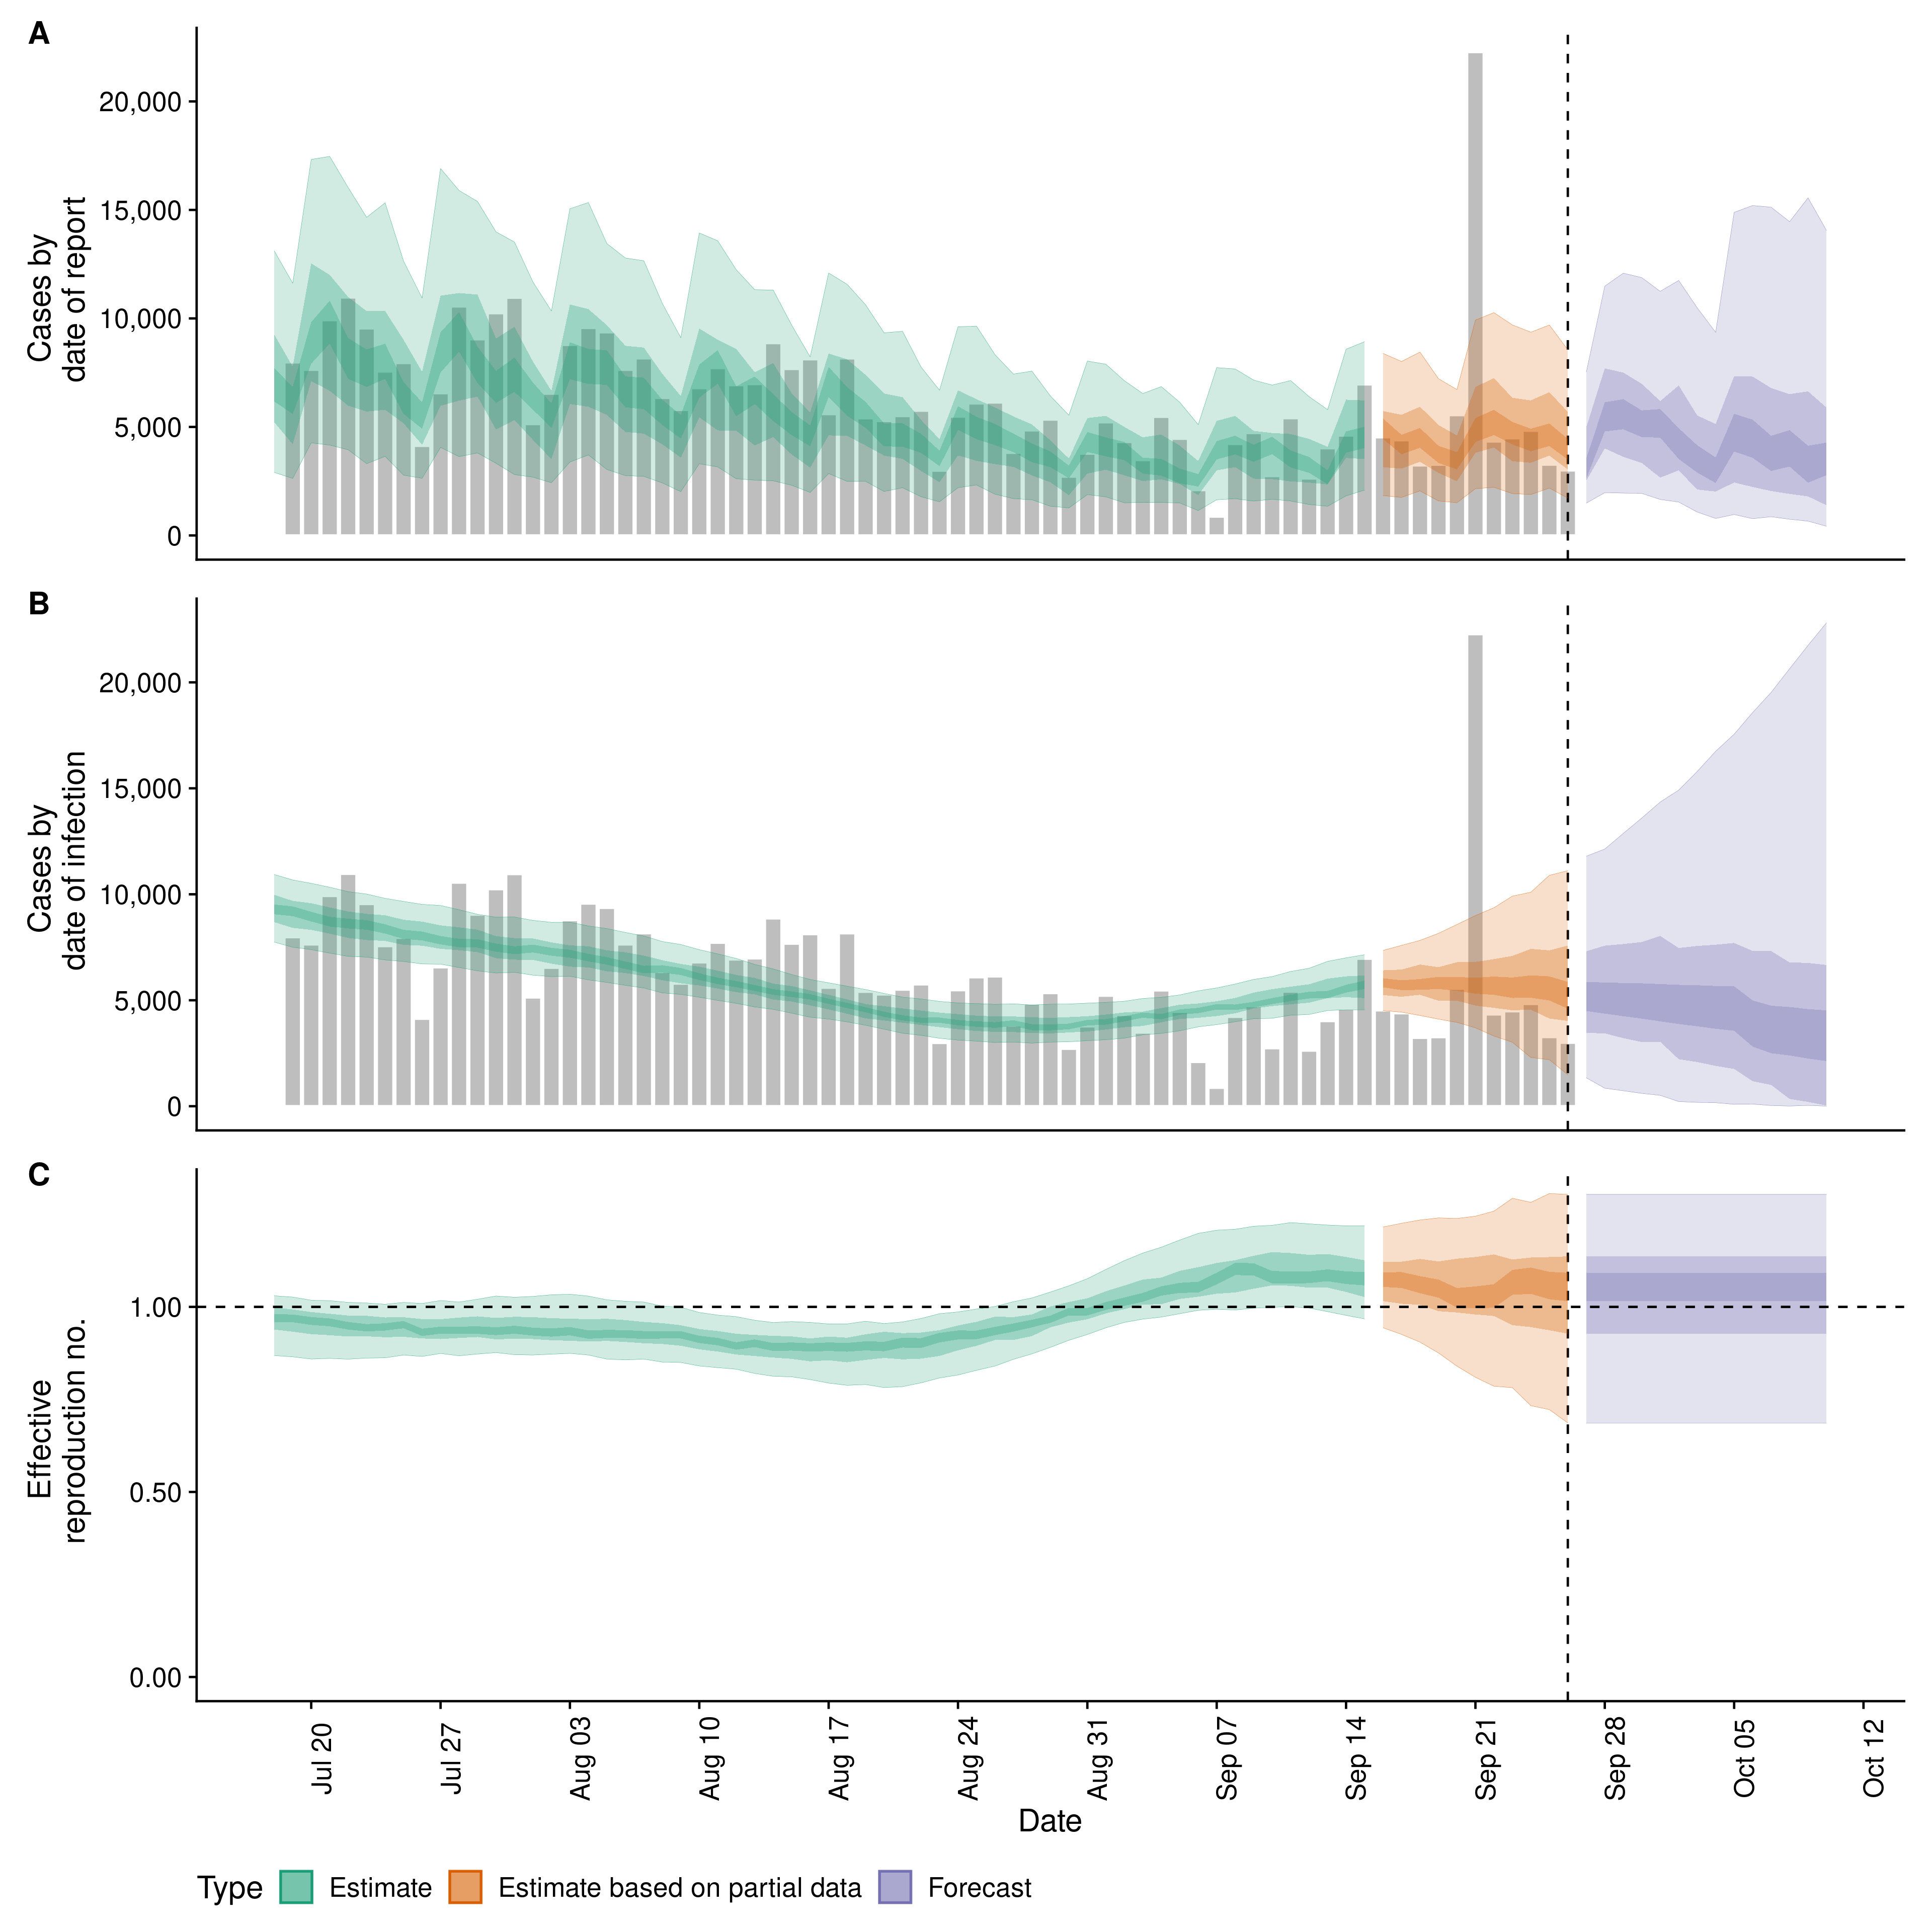 A
Cases by
date of report
20,000
15,000
10,000
5,000
0
B
Cases by
date of infection
20,000
15,000
10,000
5,000
0
C
Effective
reproduction no.
1.00
0.50
0.00
Jul 20
Jul 27
Aug 03
Aug 10
Aug 17
Aug 24
Aug 31
Sep 07
Sep 14
Sep 21
Sep 28
Oct 05
Oct 12
Date
Type Estimate Estimate based on partial data Forecast